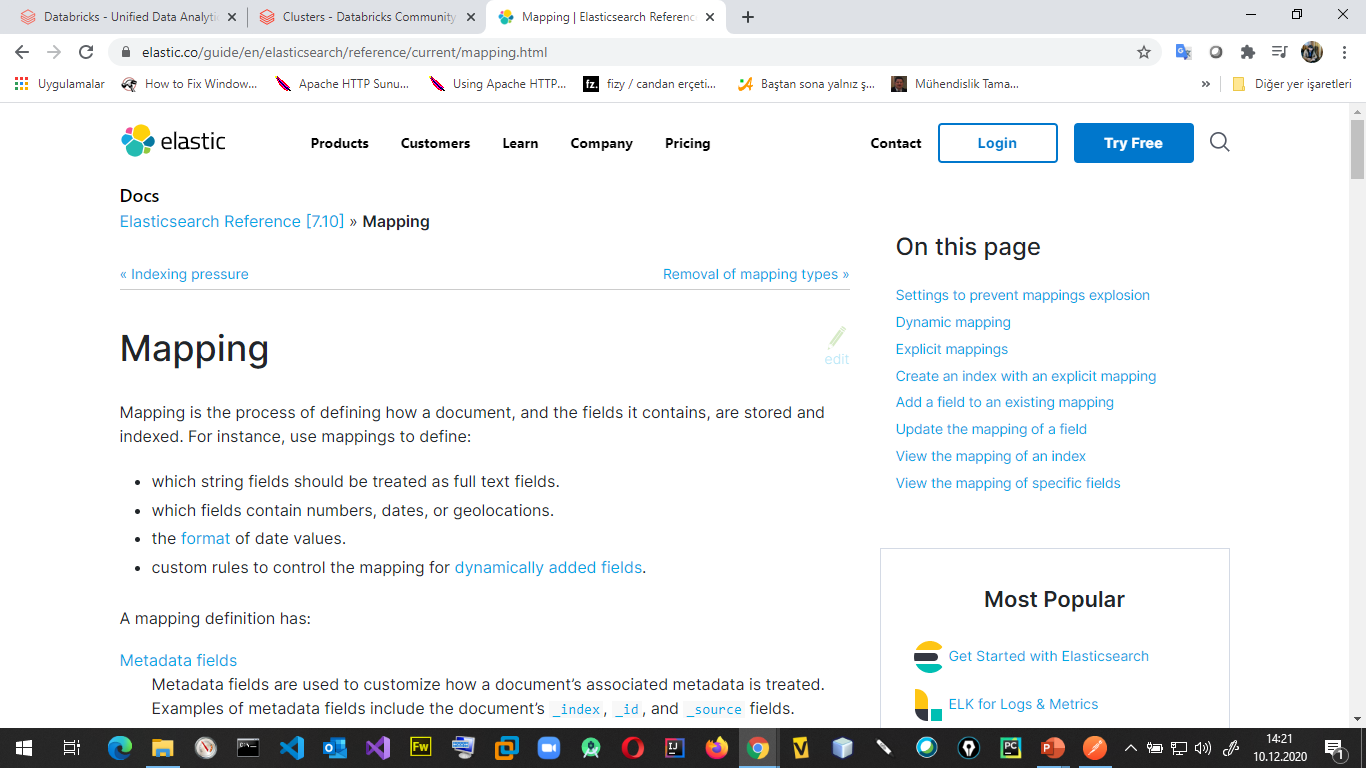 Databricks - Unified Data Analyti
Clusters - Databricks Community
Mapping | Elasticsearch Referenc
elastic.co/guide/en/elasticsearch/reference/current/mapping.html
Uygulamalar
How to Fix Window...
Apache HTTP Sunu...
Using Apache HTTP...
fz.
fizy / candan erçeti...
Baştan sona yalnız ş...
Mühendislik Tama...
»
Diğer yer işaretleri
elastic
Products
Customers
Learn
Company
Pricing
Contact
Login
Try Free
Docs
Elasticsearch Reference [7.10] » Mapping
« Indexing pressure
Removal of mapping types »
Mapping
edit
Mapping is the process of defining how a document, and the fields it contains, are stored and
indexed. For instance, use mappings to define:
• which string fields should be treated as full text fields.
• which fields contain numbers, dates, or geolocations.
• the format of date values.
• custom rules to control the mapping for dynamically added fields.
A mapping definition has:
Metadata fields
Metadata fields are used to customize how a document’s associated metadata is treated.
Examples of metadata fields include the document’s _index, _id, and _source fields.
On this page
Settings to prevent mappings explosion
Dynamic mapping
Explicit mappings
Create an index with an explicit mapping
Add a field to an existing mapping
Update the mapping of a field
View the mapping of an index
View the mapping of specific fields
Most Popular
Get Started with Elasticsearch
ELK for Logs & Metrics
Fw
IJ
PC
P
14:21
10.12.2020
1